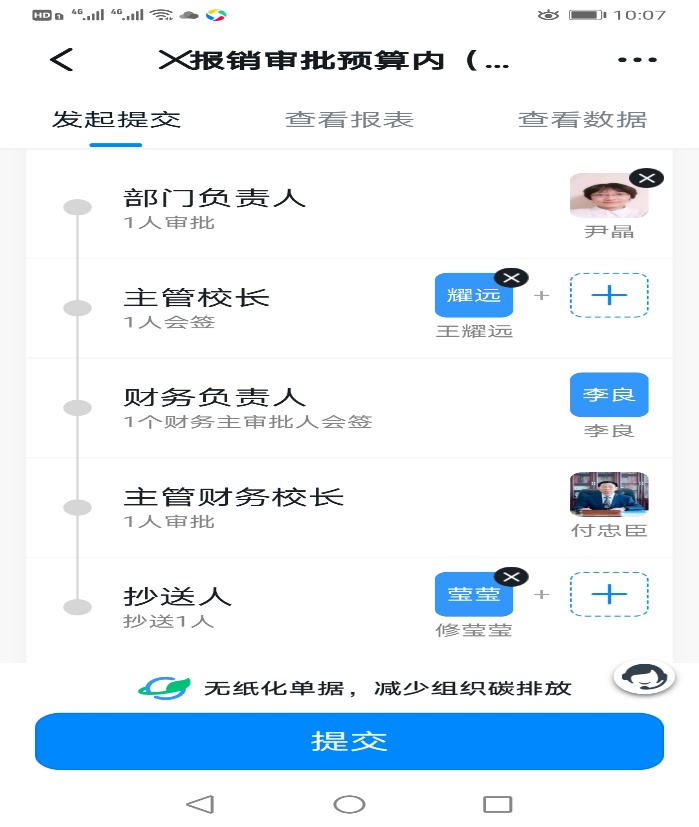 HD 4G 4G 10:07
报销审批预算内（...
发起提交 查看报表 查看数据
部门负责人
1人审批
尹晶
主管校长
耀远
1人会签
王耀远
财务负责人
李良
1个财务主审批人会签
李良
主管财务校长
1人审批
付忠臣
抄送人
莹莹
抄送1人
修莹莹
无纸化单据，减少组织碳排放
提交